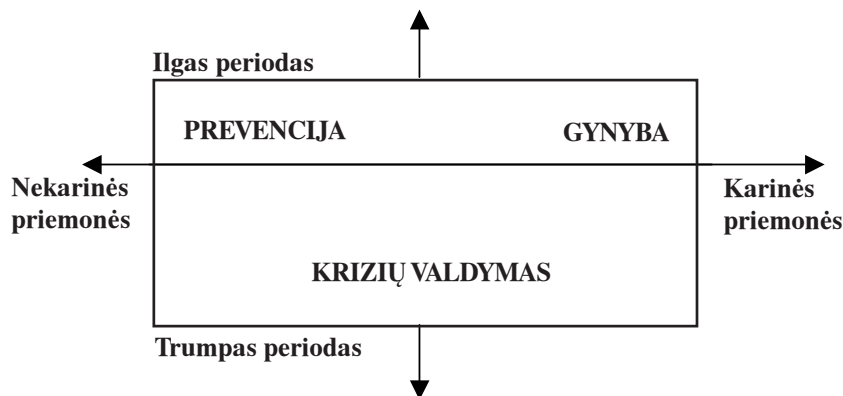 Ilgas periodas
PREVENCIJA
GYNYBA
Nekarinės
priemonės
Karinės
priemonės
KRIZIŲ VALDYMAS
Trumpas periodas